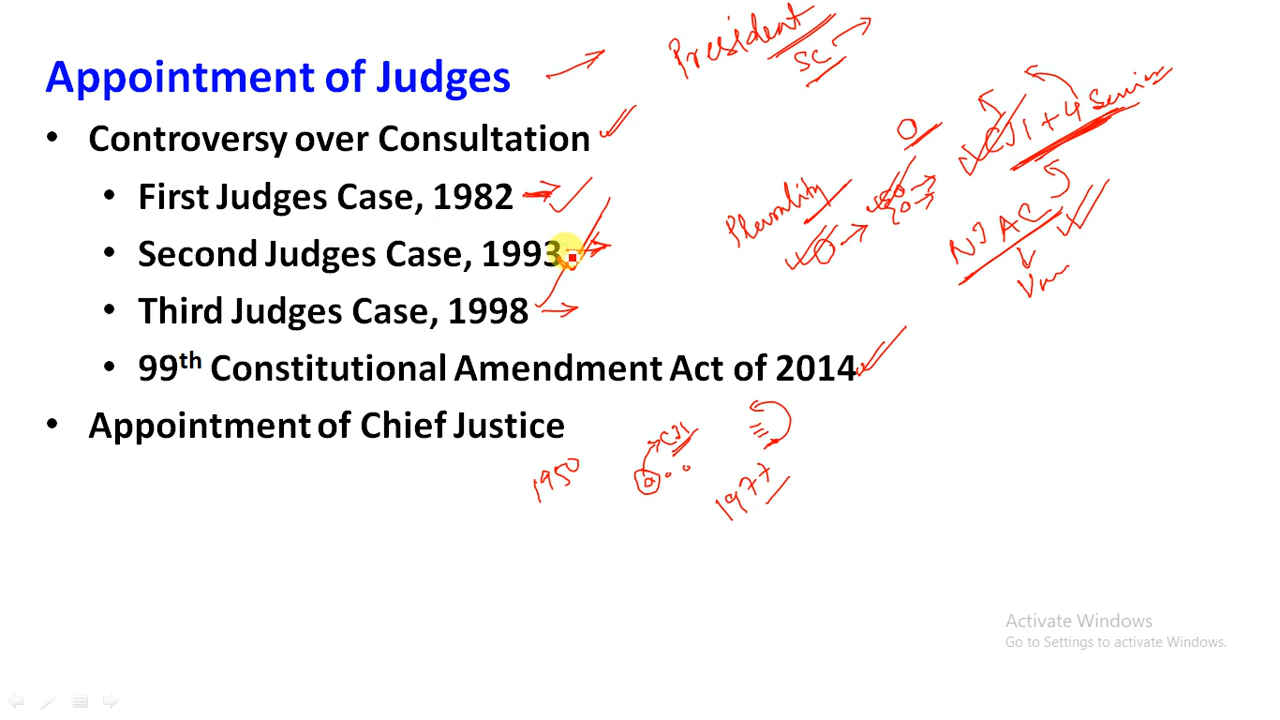 President
SC
Appointment of Judges
CJI + 4 Senior
• Controversy over Consultation
Plurality
• First Judges Case, 1982
NJAC
• Second Judges Case, 1993
• Third Judges Case, 1998
• 99th Constitutional Amendment Act of 2014
• Appointment of Chief Justice
CJI
1950
1977
Activate Windows
Go to Settings to activate Windows.